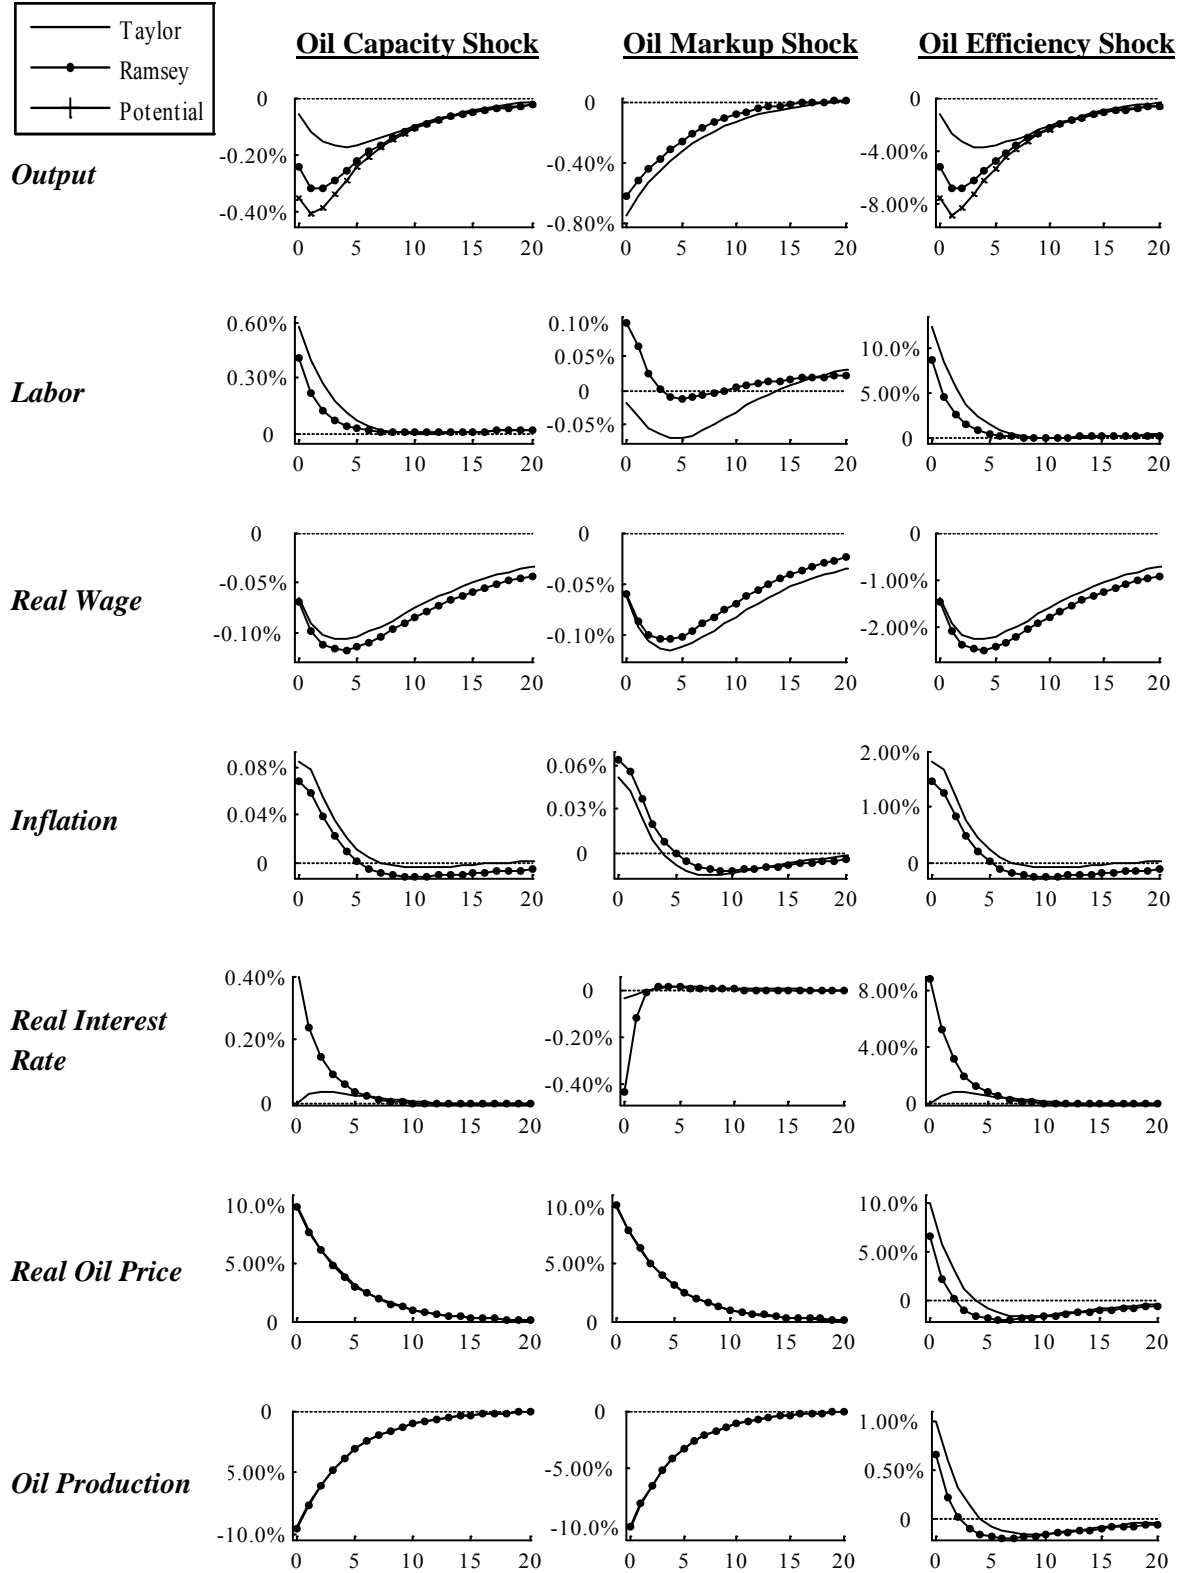 Taylor
Ramsey
Potential
Oil Capacity Shock
Oil Markup Shock
Oil Efficiency Shock
Output
0
-0.20%
-0.40%
0 5 10 15 20
0
-0.40%
-0.80%
0 5 10 15 20
0
-4.00%
-8.00%
0 5 10 15 20
Labor
0.60%
0.30%
0
0 5 10 15 20
0.10%
0.05%
0
-0.05%
0 5 10 15 20
10.0%
5.00%
0
0 5 10 15 20
Real Wage
0
-0.05%
-0.10%
0 5 10 15 20
0
-0.05%
-0.10%
0 5 10 15 20
0
-1.00%
-2.00%
0 5 10 15 20
Inflation
0.08%
0.04%
0
0 5 10 15 20
0.06%
0.03%
0
0 5 10 15 20
2.00%
1.00%
0
0 5 10 15 20
Real Interest
Rate
0.40%
0.20%
0
0 5 10 15 20
0
-0.20%
-0.40%
0 5 10 15 20
8.00%
4.00%
0
0 5 10 15 20
Real Oil Price
10.0%
5.00%
0
0 5 10 15 20
10.0%
5.00%
0
0 5 10 15 20
10.0%
5.00%
0
0 5 10 15 20
Oil Production
0
5.00%
-10.0%
0 5 10 15 20
0
-5.00%
-10.0%
0 5 10 15 20
1.00%
0.50%
0
0 5 10 15 20